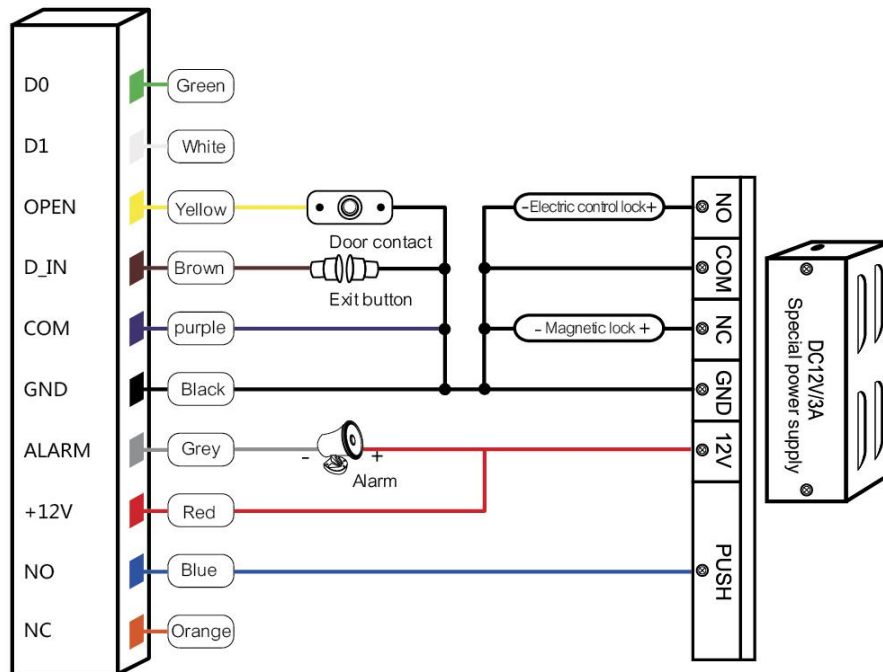 D0
Green
D1
White
OPEN
Yellow
Door contact
-Electric control lock+
NO
D_IN
Brown
Exit button
COM
COM
purple
- Magnetic lock +
NC
GND
Black
GND
ALARM
Grey
- +
Alarm
12V
+12V
Red
NO
Blue
PUSH
NC
Orange
DC12V/3A
Special power supply